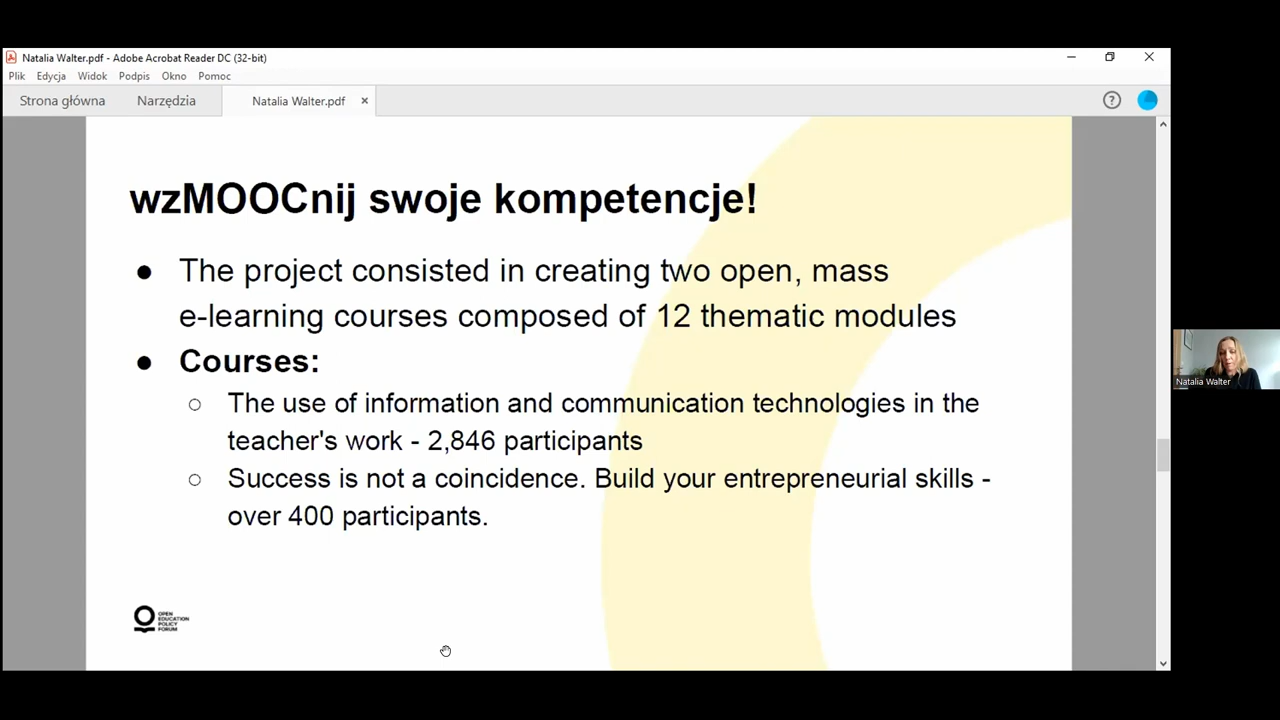 Natalia Walter.pdf - Adobe Acrobat Reader DC (32-bit)
Plik Edycja Widok Podpis Okno Pomoc
Strona główna Narzędzia Natalia Walter.pdf ×
wzMOOCnij swoje kompetencje!
● The project consisted in creating two open, mass
e-learning courses composed of 12 thematic modules
● Courses:
○ The use of information and communication technologies in the
teacher's work - 2,846 participants
○ Success is not a coincidence. Build your entrepreneurial skills -
over 400 participants.
OPEN
EDUCATION
POLICY
FORUM
Natalia Walter